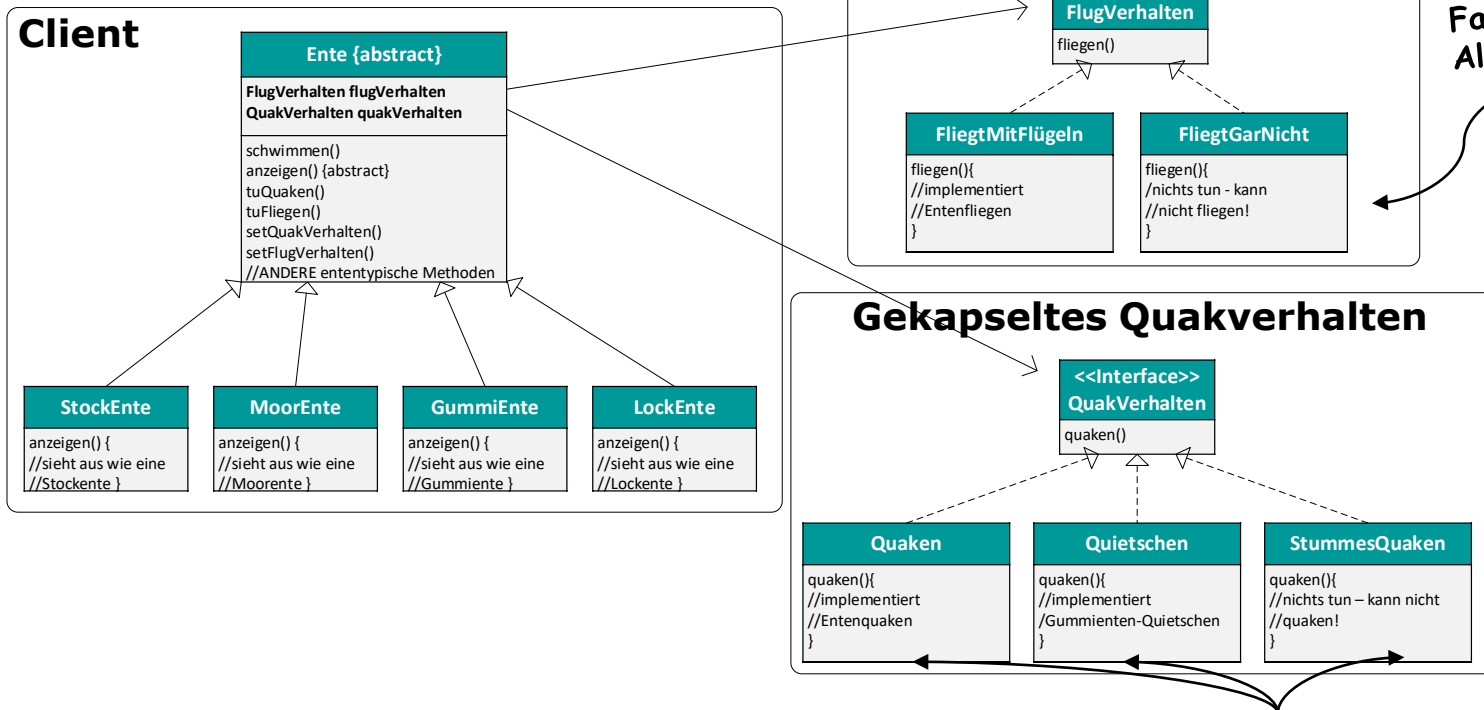 Client
Ente {abstract}
FlugVerhalten flugVerhalten
QuakVerhalten quakVerhalten
schwimmen()
anzeigen() {abstract}
tuQuaken()
tuFliegen()
setQuakVerhalten()
setFlugVerhalten()
//ANDERE ententypische Methoden
StockEnte
anzeigen() {
//sieht aus wie eine
//Stockente }
MoorEnte
anzeigen() {
//sieht aus wie eine
//Moorente }
GummiEnte
anzeigen() {
//sieht aus wie eine
//Gummiente }
LockEnte
anzeigen() {
//sieht aus wie eine
//Lockente }
FlugVerhalten
fliegen()
FliegtMitFlügeln
fliegen(){
//implementiert
//Entenfliegen
}
FliegtGarNicht
fliegen(){
/nichts tun - kann
//nicht fliegen!
}
Gekapseltes Quakverhalten
<<Interface>>
QuakVerhalten
quaken()
Quaken
quaken(){
//implementiert
//Entenquaken
}
Quietschen
quaken(){
//implementiert
/Gummienten-Quietschen
}
StummesQuaken
quaken(){
//nichts tun – kann nicht
//quaken!
}